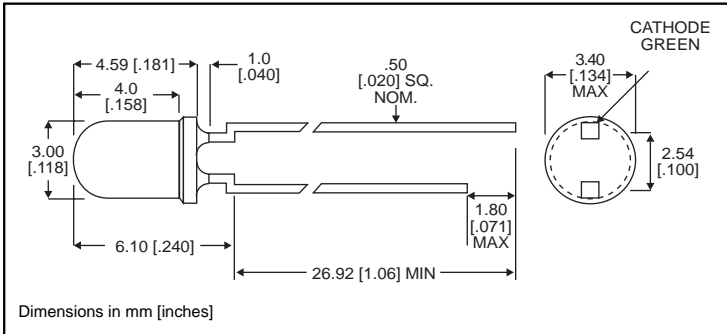 CATHODE
GREEN
4.59 [.181]
1.0
[.040]
.50
[.020] SQ.
NOM.
3.40
[.134]
MAX
4.0
[.158]
3.00
[.118]
2.54
[.100]
1.80
[.071]
MAX
6.10 [.240]
26.92 [1.06] MIN
Dimensions in mm [inches]